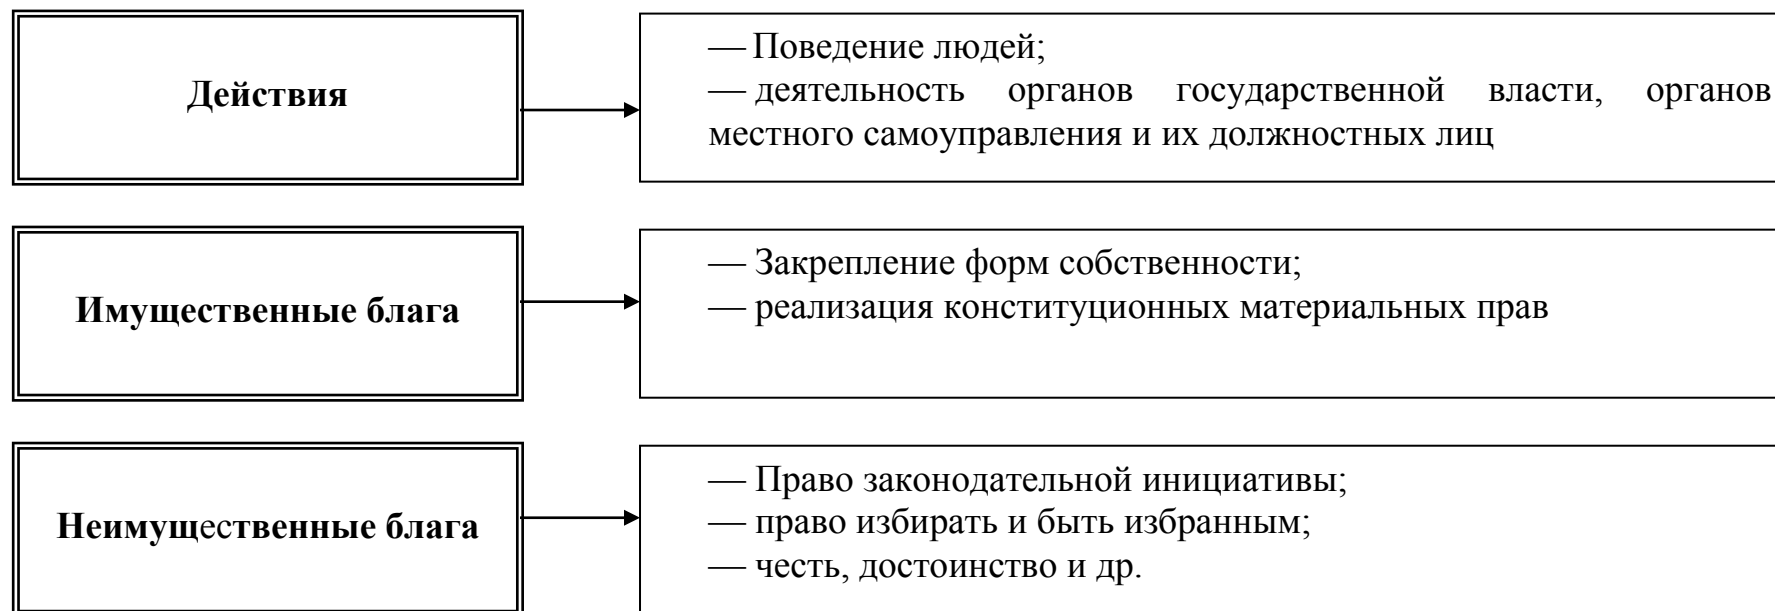 Действия
— Поведение людей;
— деятельность органов государственной власти, органов
местного самоуправления и их должностных лиц
Имущественные блага
— Закрепление форм собственности;
— реализация конституционных материальных прав
Неимущественные блага
— Право законодательной инициативы;
— право избирать и быть избранным;
— честь, достоинство и др.